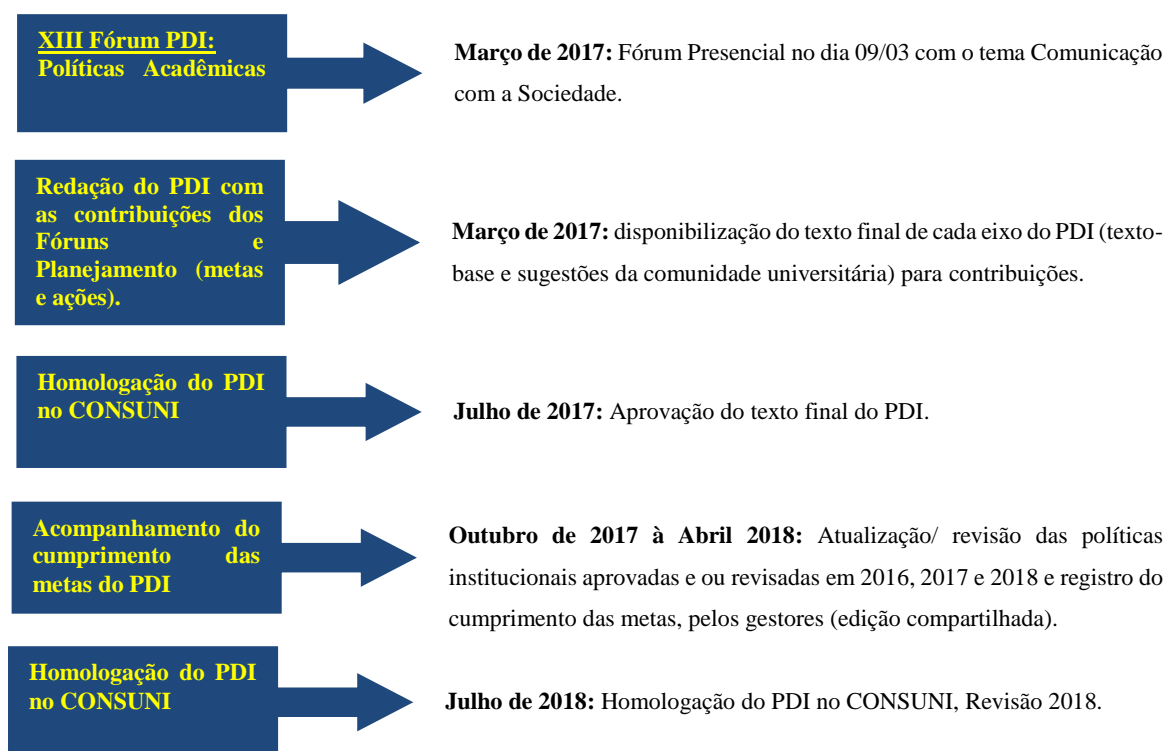 XIII Fórum PDI:
Políticas Acadêmicas
Março de 2017: Fórum Presencial no dia 09/03 com o tema Comunicação
com a Sociedade.
Redação do PDI com
as contribuições dos
Fóruns e
Planejamento (metas
e ações).
Março de 2017: disponibilização do texto final de cada eixo do PDI (texto-
base e sugestões da comunidade universitária) para contribuições.
Homologação do PDI
no CONSUNI
Julho de 2017: Aprovação do texto final do PDI.
Acompanhamento do
cumprimento das
metas do PDI
Outubro de 2017 à Abril 2018: Atualização/ revisão das políticas
institucionais aprovadas e ou revisadas em 2016, 2017 e 2018 e registro do
cumprimento das metas, pelos gestores (edição compartilhada).
Homologação do PDI
no CONSUNI
Julho de 2018: Homologação do PDI no CONSUNI, Revisão 2018.